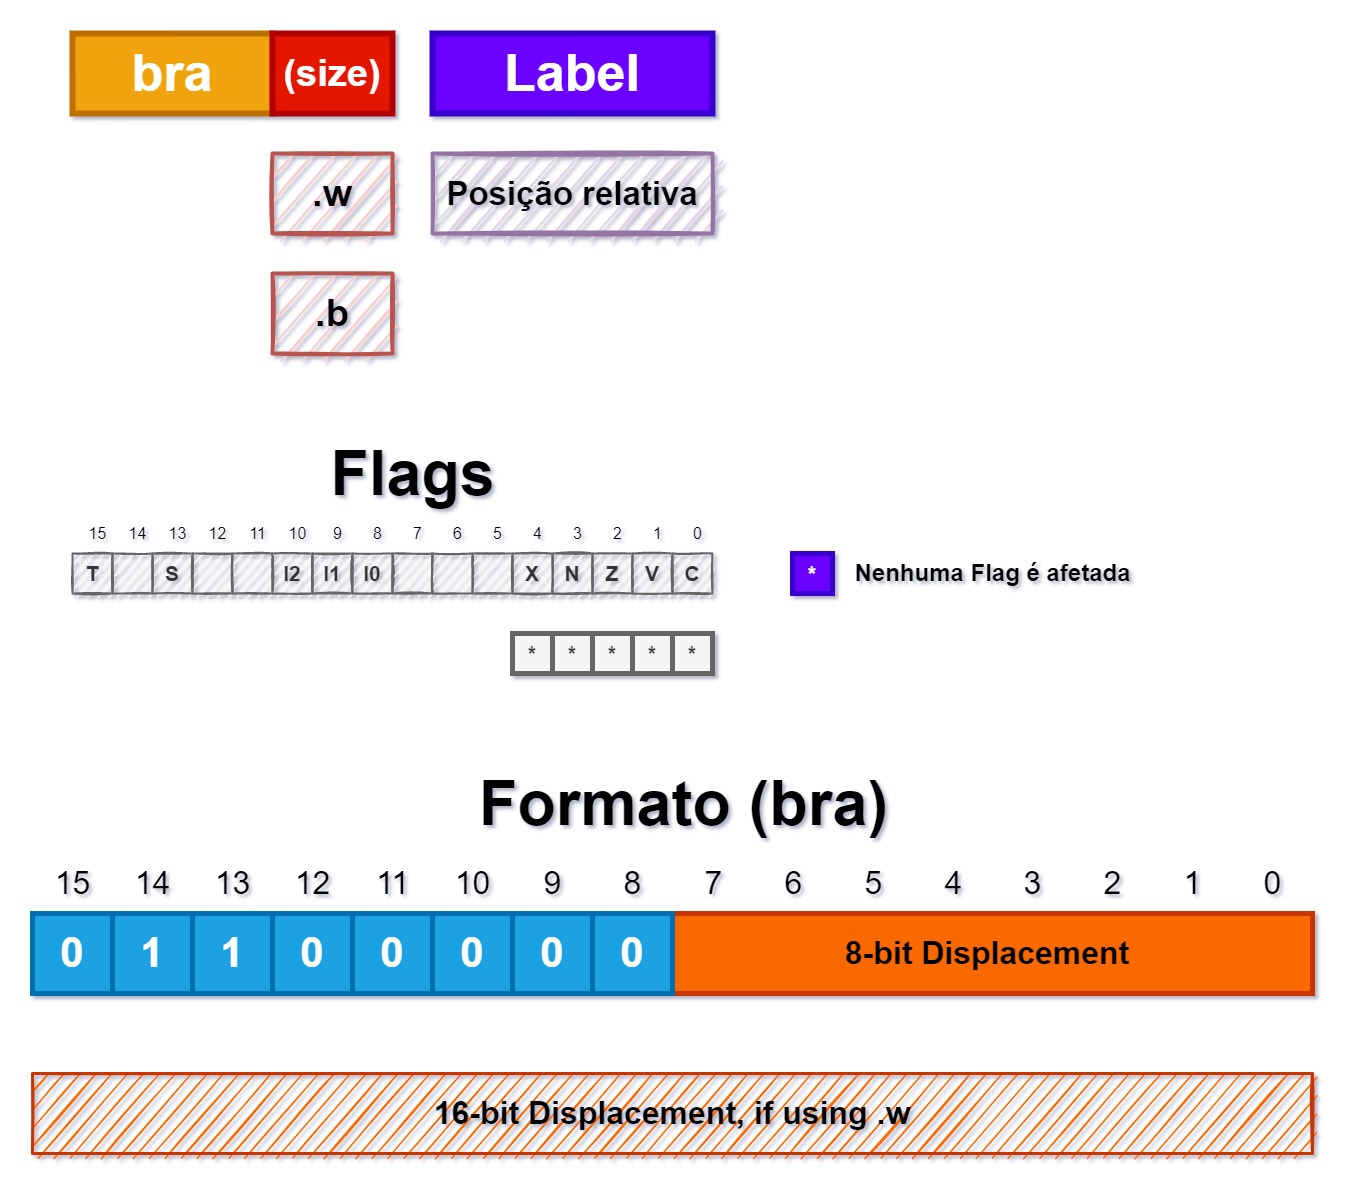 bra (size) Label
.w Posição relativa
.b
Flags
15 14 13 12 11 10 9 8 7 6 5 4 3 2 1 0
T S I2 I1 I0 X N Z V C
* Nenhuma Flag é afetada
* * * * *
Formato (bra)
15 14 13 12 11 10 9 8 7 6 5 4 3 2 1 0
0 1 1 0 0 0 0 0 8-bit Displacement
16-bit Displacement, if using .w